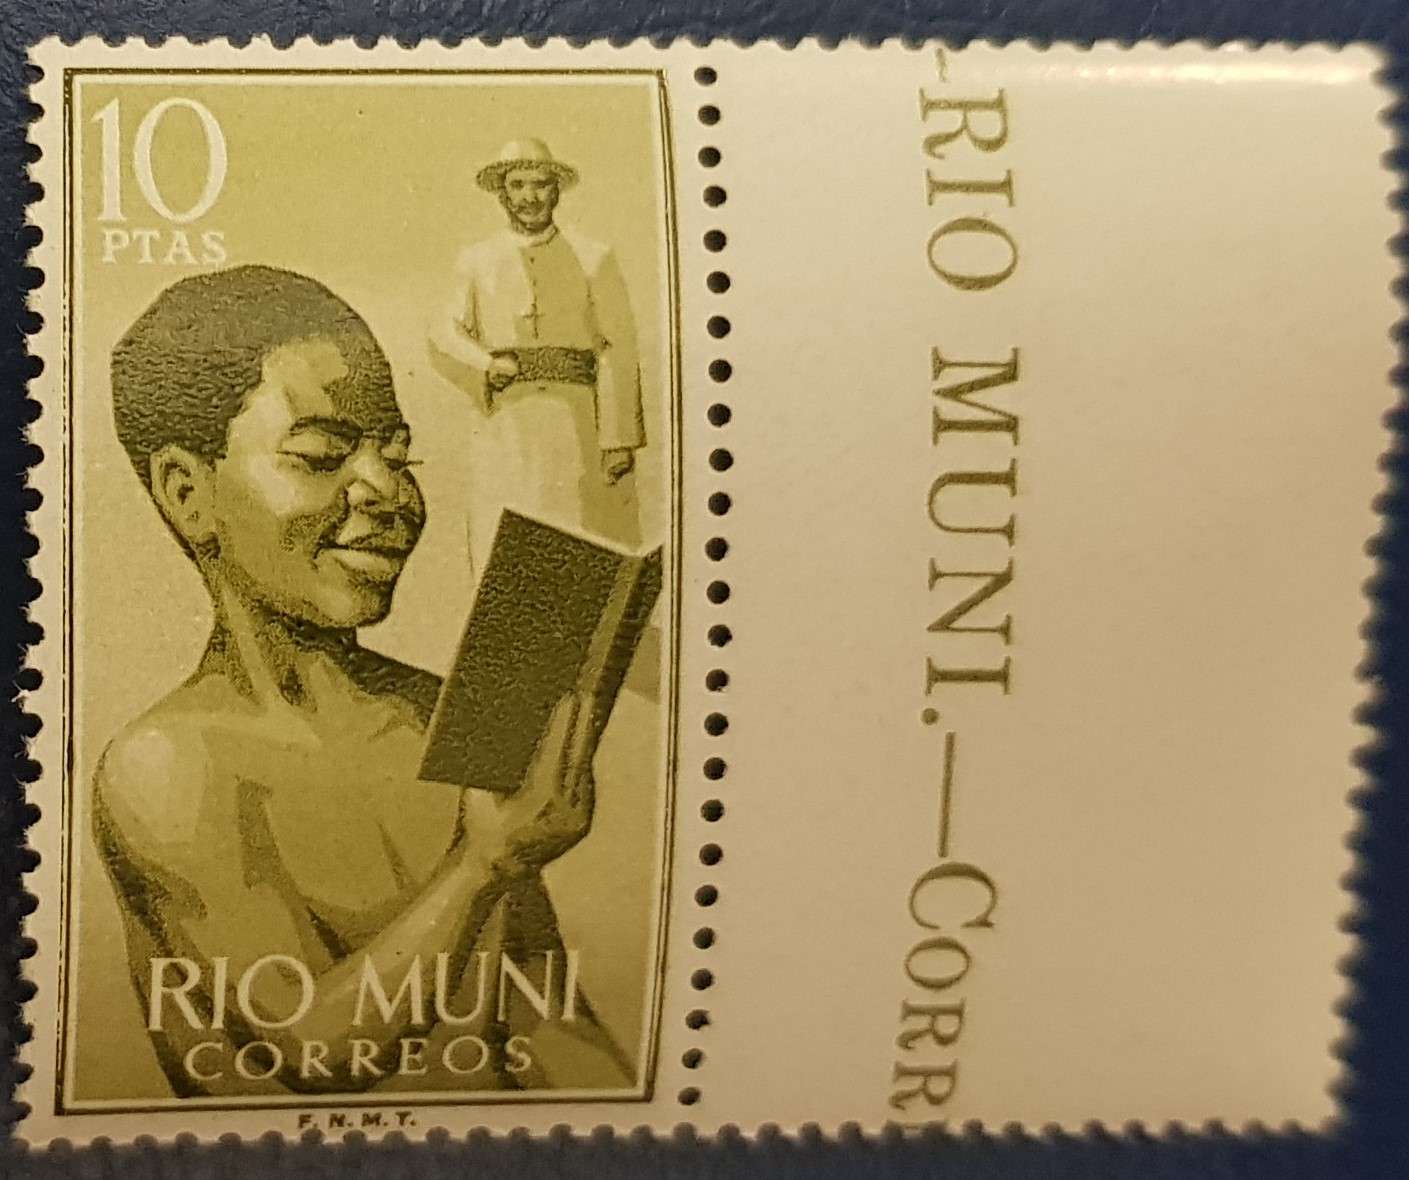 10
PTAS
RIO MUNI
CORREOS
F. N. M. T.
-RIO MUNI.—CORR